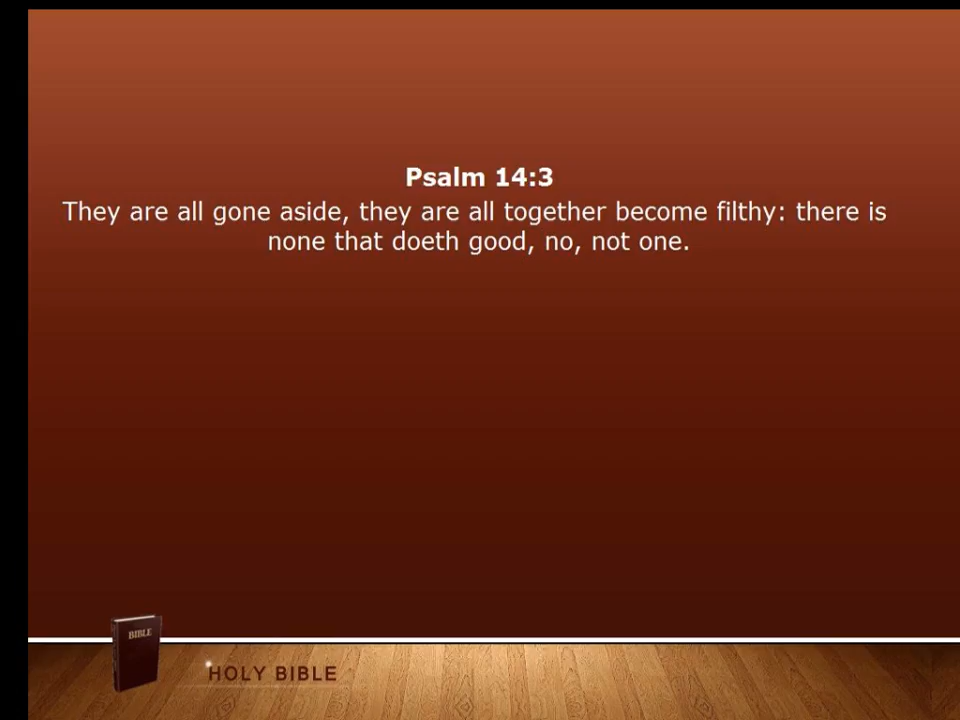 Psalm 14:3
They are all gone aside, they are all together become filthy: there is
none that doeth good, no, not one.
BIBLE
HOLY BIBLE